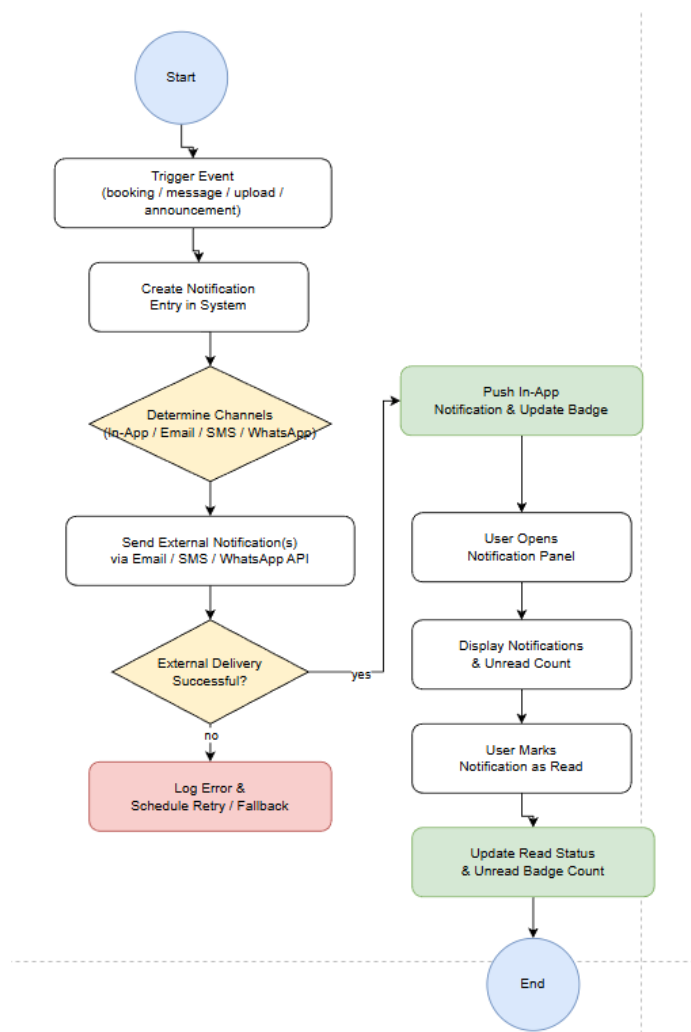 Start
Trigger Event
(booking / message / upload /
announcement)
Create Notification
Entry in System
Determine Channels
(In-App / Email / SMS / WhatsApp)
Send External Notification(s)
via Email / SMS / WhatsApp API
External Delivery
Successful?
yes
no
Log Error &
Schedule Retry / Fallback
Push In-App
Notification & Update Badge
User Opens
Notification Panel
Display Notifications
& Unread Count
User Marks
Notification as Read
Update Read Status
& Unread Badge Count
End